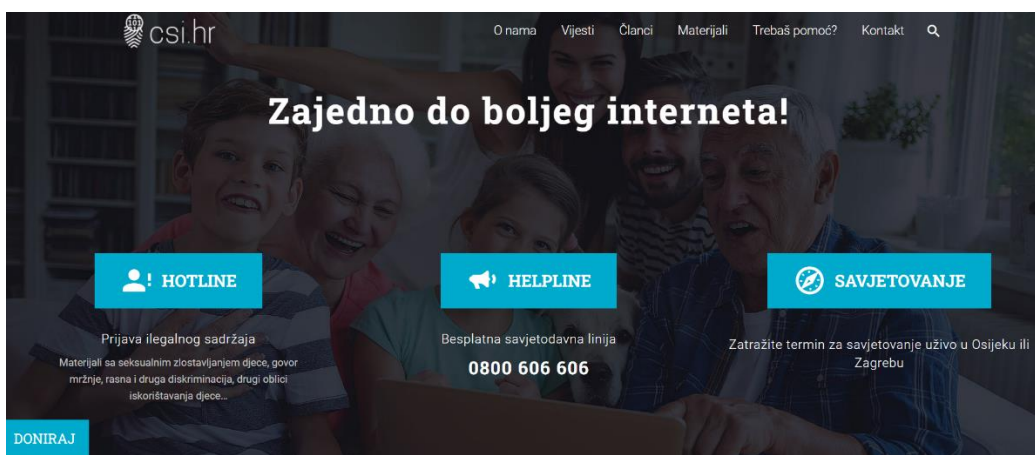 csi.hr
O nama Vijesti Članci Materijali Trebaš pomoć? Kontakt
Zajedno do boljeg interneta!
HOTLINE
Prijava ilegalnog sadržaja
Materijali sa seksualnim zlostavljanjem djece, govor
mržnje, rasna i druga diskriminacija, drugi oblici
iskorištavanja djece...
HELPLINE
Besplatna savjetodavna linija
0800 606 606
SAVJETOVANJE
Zatražite termin za savjetovanje uživo u Osijeku ili
Zagrebu
DONIRAJ